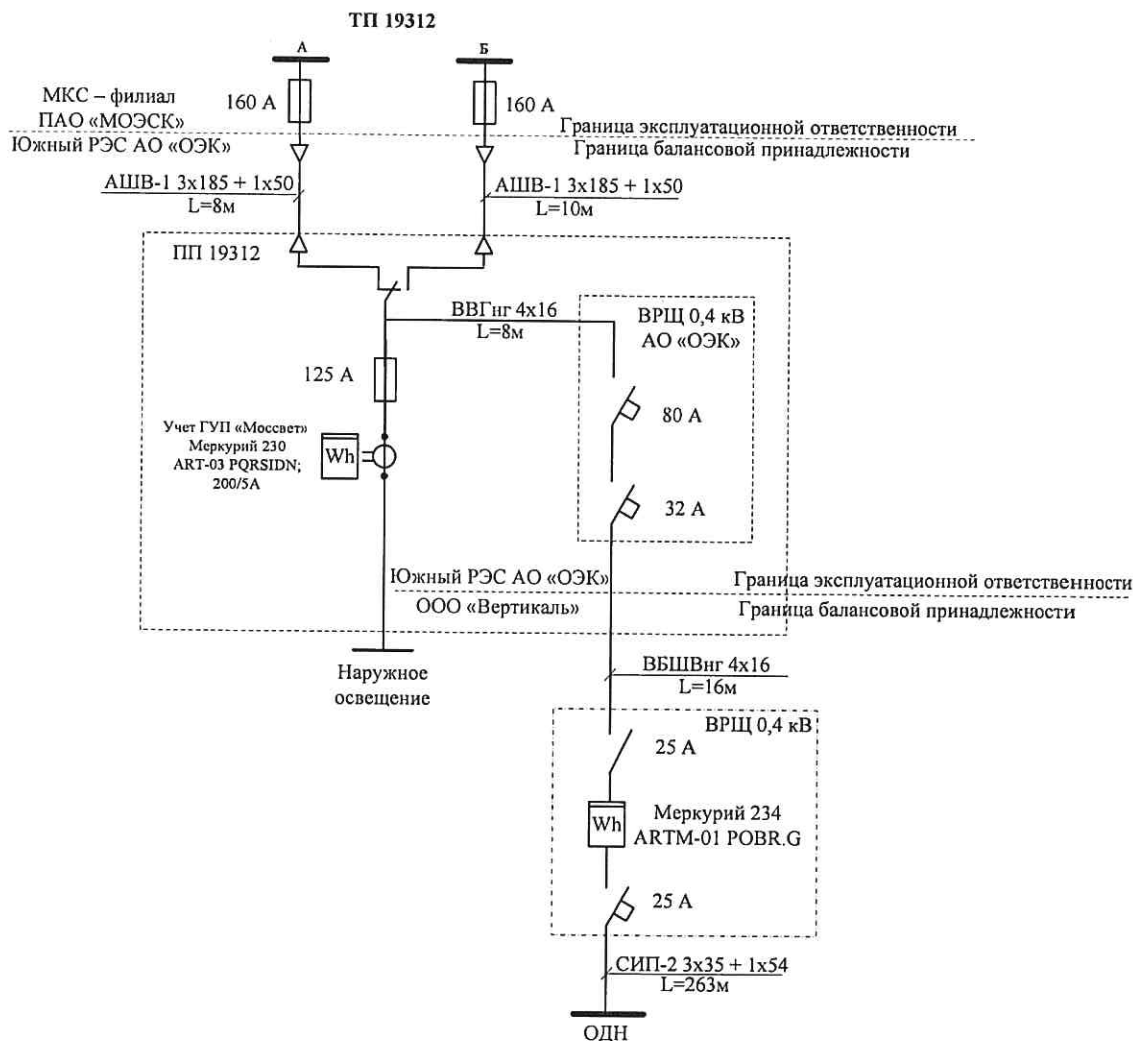 ТП 19312
А
Б
160 А
160 А
МКС – филиал
ПАО «МОЭСК»
Граница эксплуатационной ответственности
Южный РЭС АО «ОЭК»
Граница балансовой принадлежности
АШВ-1 3х185 + 1х50
L=8м
АШВ-1 3х185 + 1х50
L=10м
ПП 19312
ВВГнг 4х16
L=8м
ВРЩ 0,4 кВ
АО «ОЭК»
125 А
80 А
Учет ГУП «Моссвет»
Меркурий 230
ART-03 PQRSIDN;
200/5А
Wh
32 А
Южный РЭС АО «ОЭК»
Граница эксплуатационной ответственности
ООО «Вертикаль»
Граница балансовой принадлежности
Наружное
освещение
ВБШВнг 4х16
L=16м
ВРЩ 0,4 кВ
25 А
Wh
Меркурий 234
ARTM-01 POBR.G
25 А
СИП-2 3х35 + 1х54
L=263м
ОДН